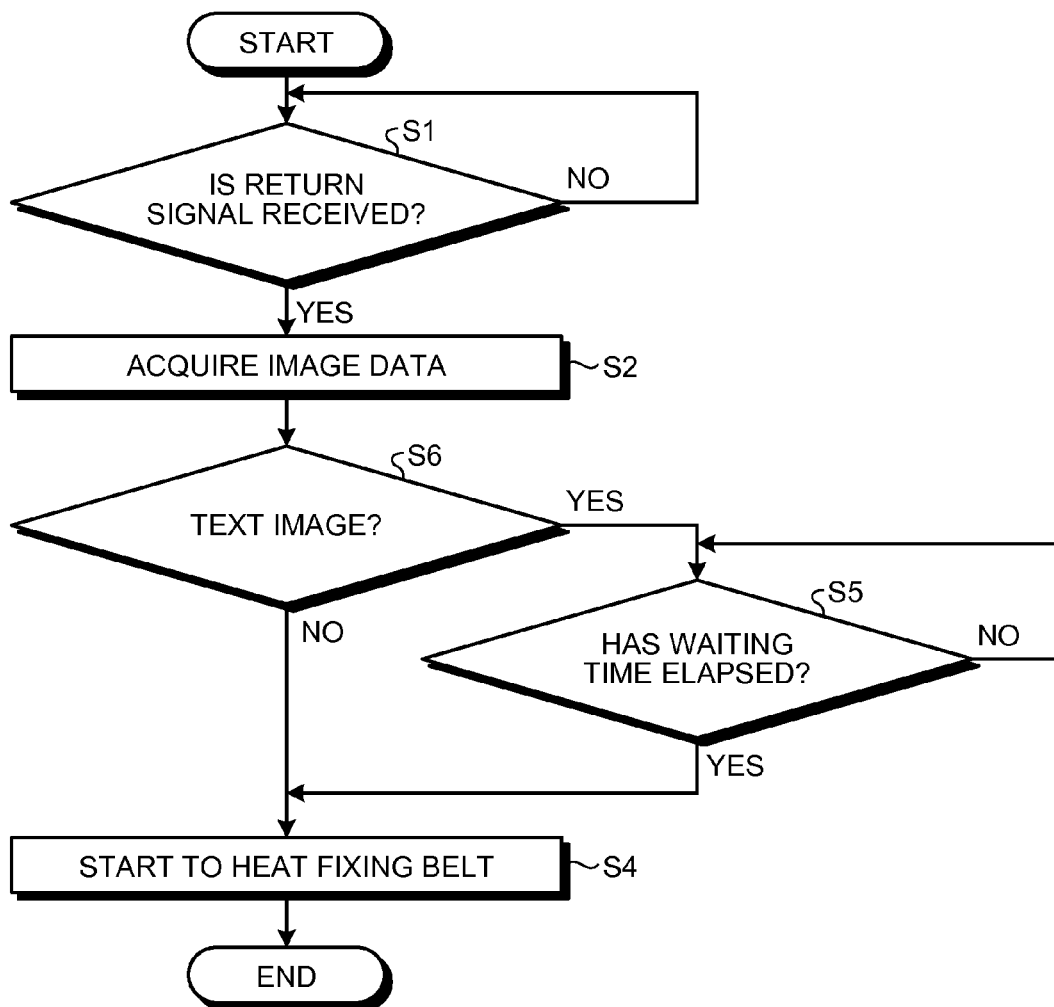 START
S1
IS RETURN
SIGNAL RECEIVED?
NO
YES
ACQUIRE IMAGE DATA
S2
S6
TEXT IMAGE?
YES
NO
S5
HAS WAITING
TIME ELAPSED?
NO
YES
START TO HEAT FIXING BELT
S4
END